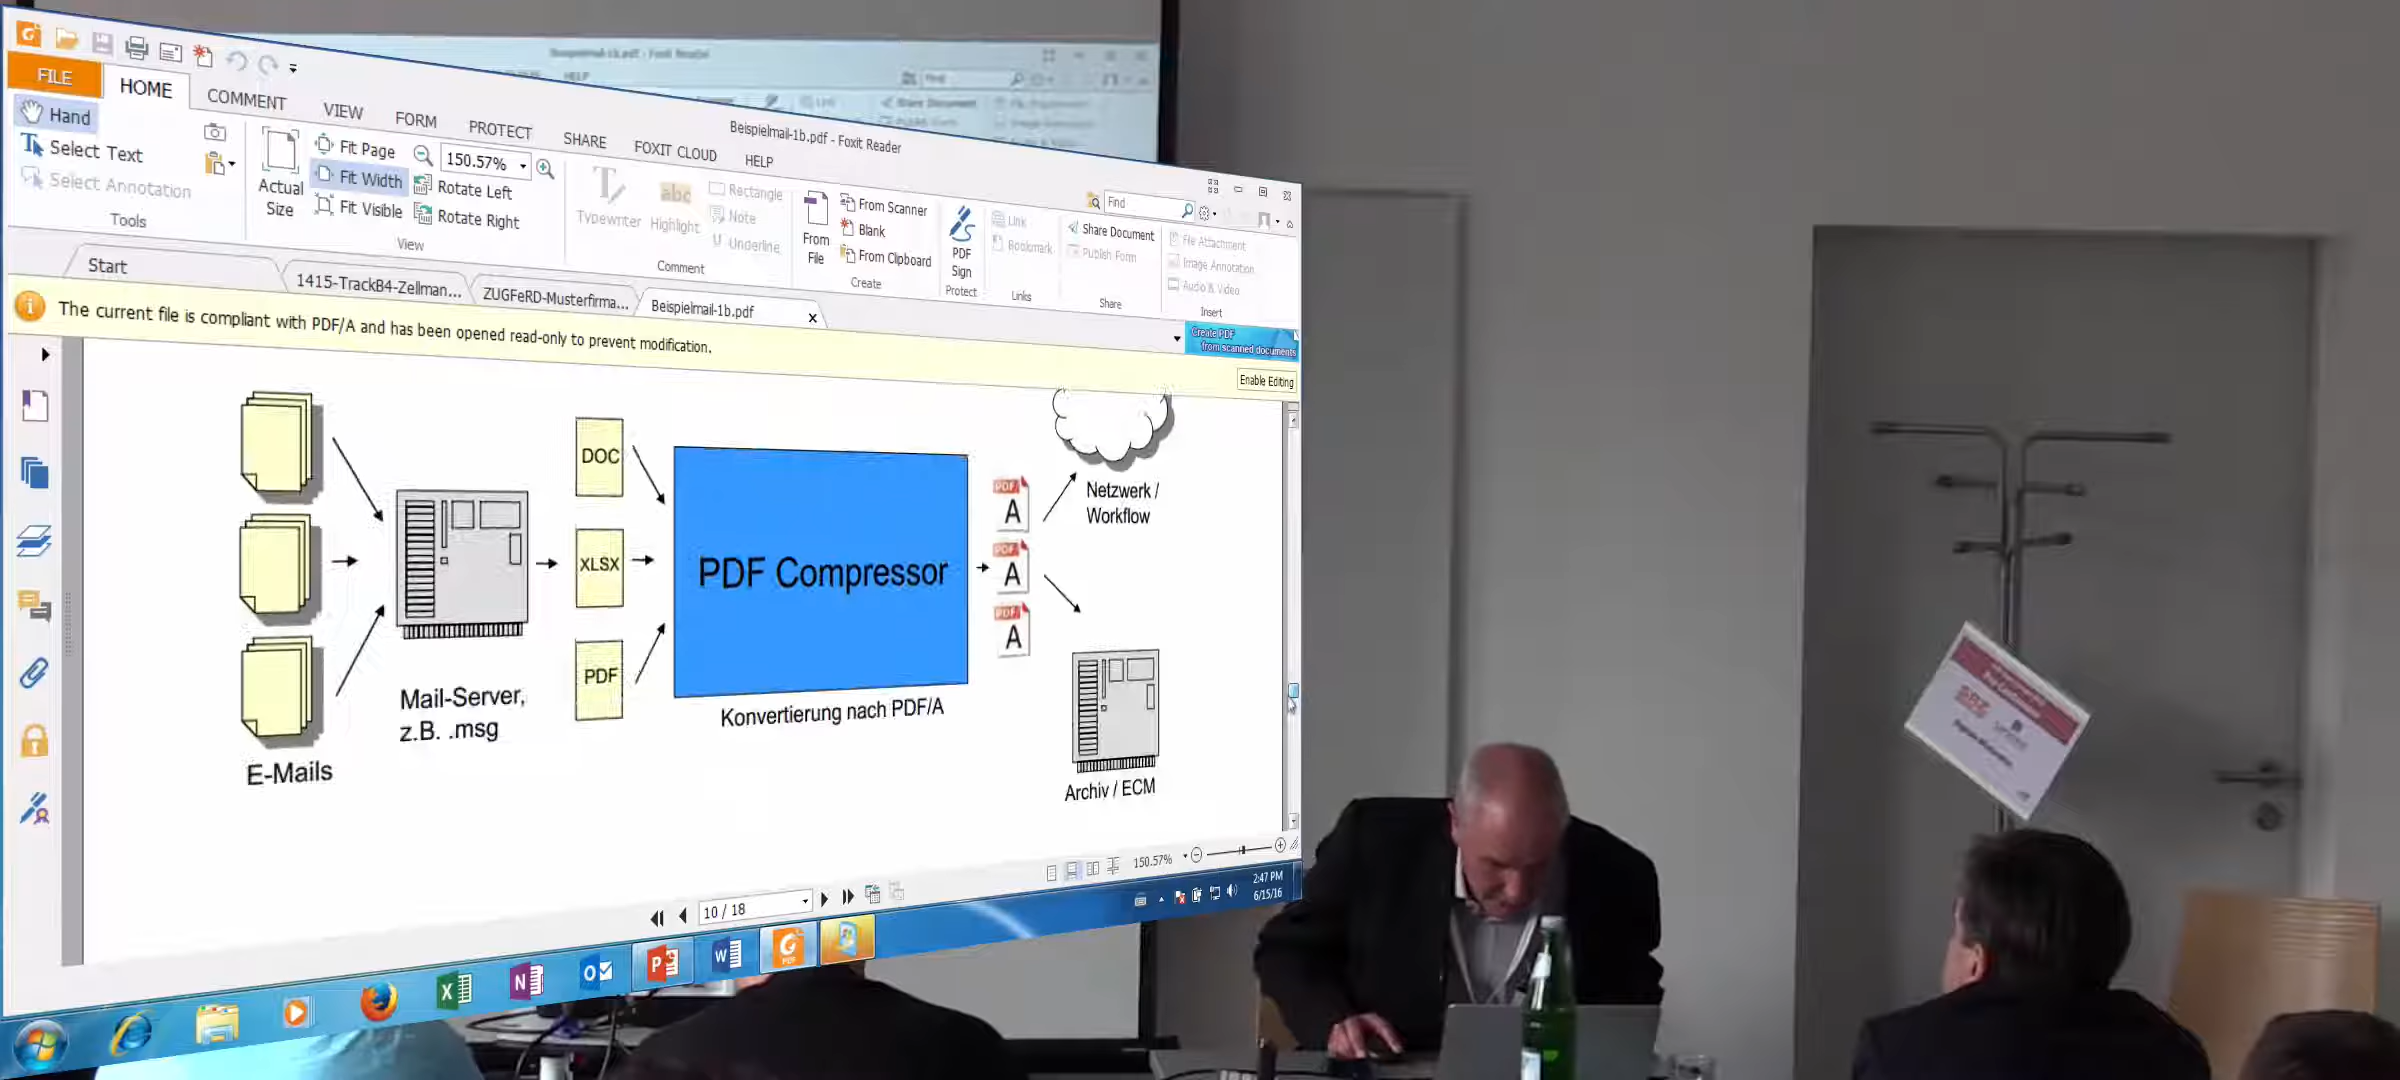 Beispielmail-1b.pdf - Foxit Reader
FILE
HOME
COMMENT
VIEW
FORM
PROTECT
SHARE
FOXIT CLOUD
HELP
Find
Hand
Select Text
Select Annotation
Tools
Actual
Size
Fit Page
Fit Width
Fit Visible
150.57%
Rotate Left
Rotate Right
View
Typewriter
Highlight
Rectangle
Note
Underline
Comment
From
File
From Scanner
Blank
From Clipboard
Create
PDF
Sign
Protect
Link
Bookmark
Links
Share Document
Publish Form
Share
File Attachment
Image Annotation
Audio & Video
Insert
Start
1415-TrackB4-Zellman...
ZUGFeRD-Musterfirma...
Beispielmail-1b.pdf
Create PDF
from scanned documents
The current file is compliant with PDF/A and has been opened read-only to prevent modification.
Enable Editing
E-Mails
Mail-Server,
z.B. .msg
DOC
XLSX
PDF
PDF Compressor
Konvertierung nach PDF/A
PDF
A
PDF
A
PDF
A
Netzwerk /
Workflow
Archiv / ECM
10 / 18
150.57%
2:47 PM
6/15/16